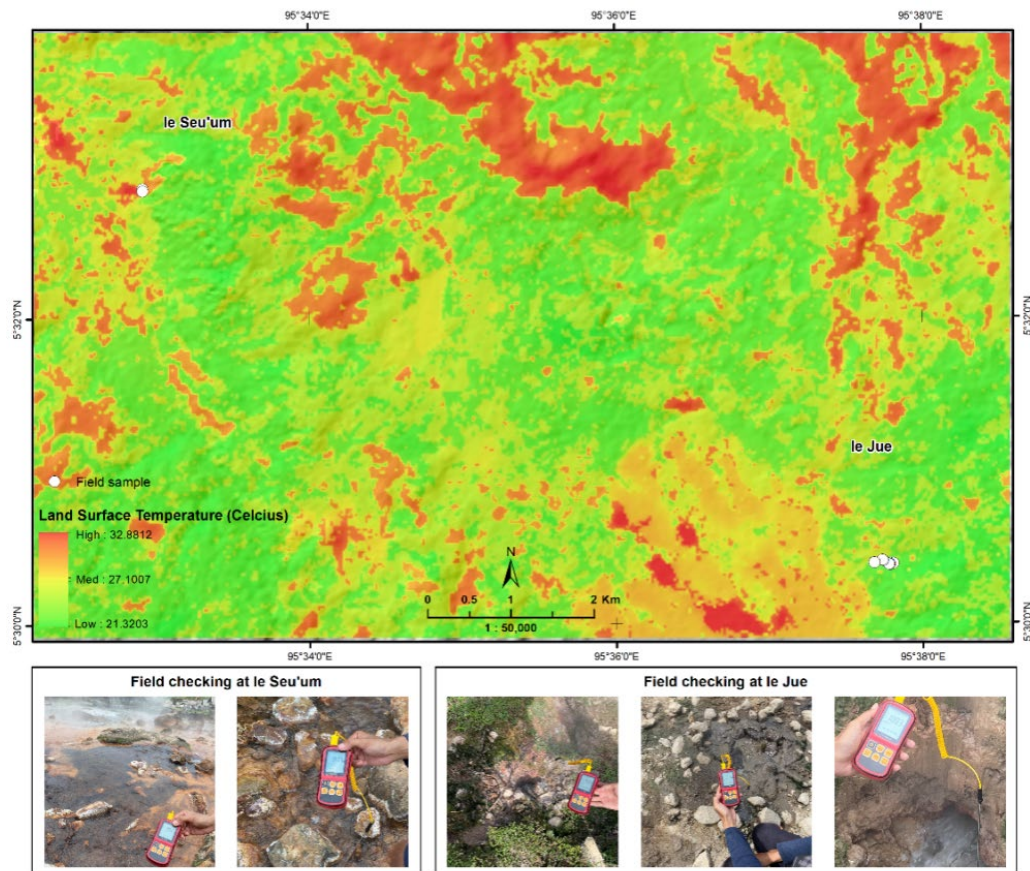 95°34'0"E 95°36'0"E 95°38'0"E
Ie Seu'um
5°32'0"N 5°32'0"N
Ie Jue
Field sample
Land Surface Temperature (Celcius)
High : 32.8812
Med : 27.1007
Low : 21.3203
N
0 0.5 1 2 Km
1 : 50,000
5°30'0"N 5°30'0"N
95°34'0"E 95°36'0"E 95°38'0"E
Field checking at Ie Seu'um
Field checking at Ie Jue